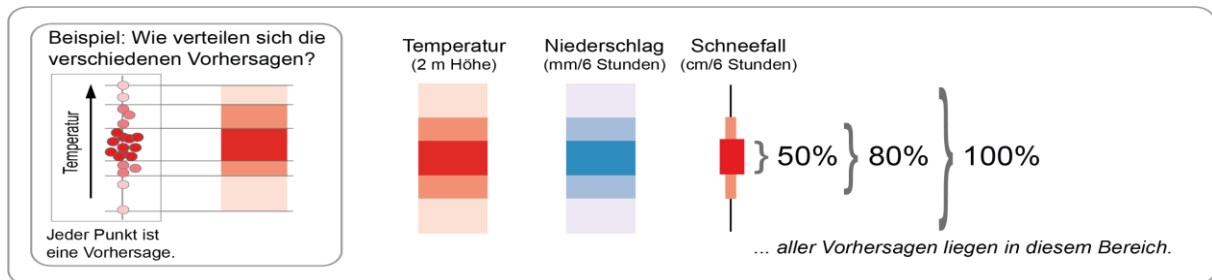 Beispiel: Wie verteilen sich die
verschiedenen Vorhersagen?
Temperatur
Jeder Punkt ist
eine Vorhersage.
Temperatur
(2 m Höhe)
Niederschlag
(mm/6 Stunden)
Schneefall
(cm/6 Stunden)
50%
80%
100%
... aller Vorhersagen liegen in diesem Bereich.